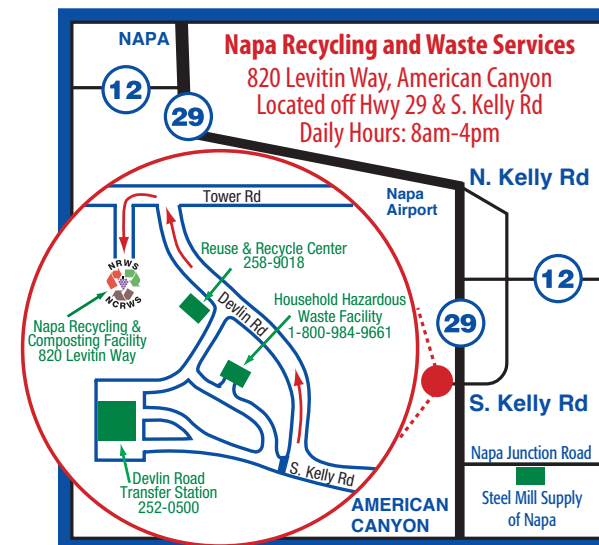 NAPA
Napa Recycling and Waste Services
820 Levitin Way, American Canyon
Located off Hwy 29 & S. Kelly Rd
Daily Hours: 8am-4pm
12
29
N. Kelly Rd
Napa
Airport
Tower Rd
Reuse & Recycle Center
258-9018
NRWS
NCRWS
Napa Recycling &
Composting Facility
820 Levitin Way
Devlin Rd
Household Hazardous
Waste Facility
1-800-984-9661
12
29
S. Kelly Rd
Devlin Road
Transfer Station
252-0500
S. Kelly Rd
AMERICAN
CANYON
Napa Junction Road
Steel Mill Supply
of Napa